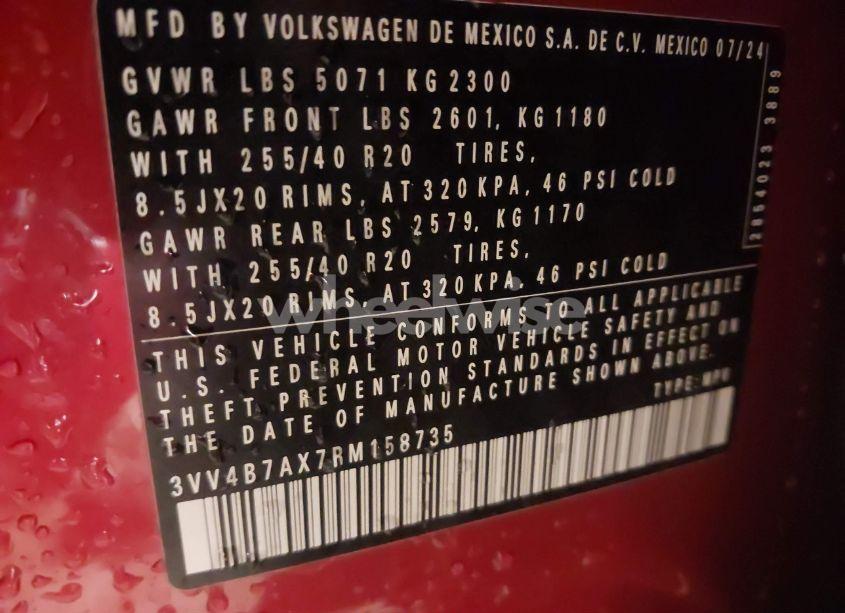 MFD BY VOLKSWAGEN DE MEXICO S.A. DE C.V. MEXICO 07/24
GVWR LBS 5071 KG 2300
GAWR FRONT LBS 2601, KG 1180
WITH 255/40 R20 TIRES,
8.5JX20 RIMS, AT 320 KPA, 46 PSI COLD
GAWR REAR LBS 2579, KG 1170
WITH 255/40 R20 TIRES,
8.5JX20 RIMS, AT 320 KPA, 46 PSI COLD
THIS VEHICLE CONFORMS TO ALL APPLICABLE
U.S. FEDERAL MOTOR VEHICLE SAFETY AND
THEFT PREVENTION STANDARDS IN EFFECT ON
THE DATE OF MANUFACTURE SHOWN ABOVE.
TYPE: MPV
3VV4B7AX7RM158735
3889
wheelwise